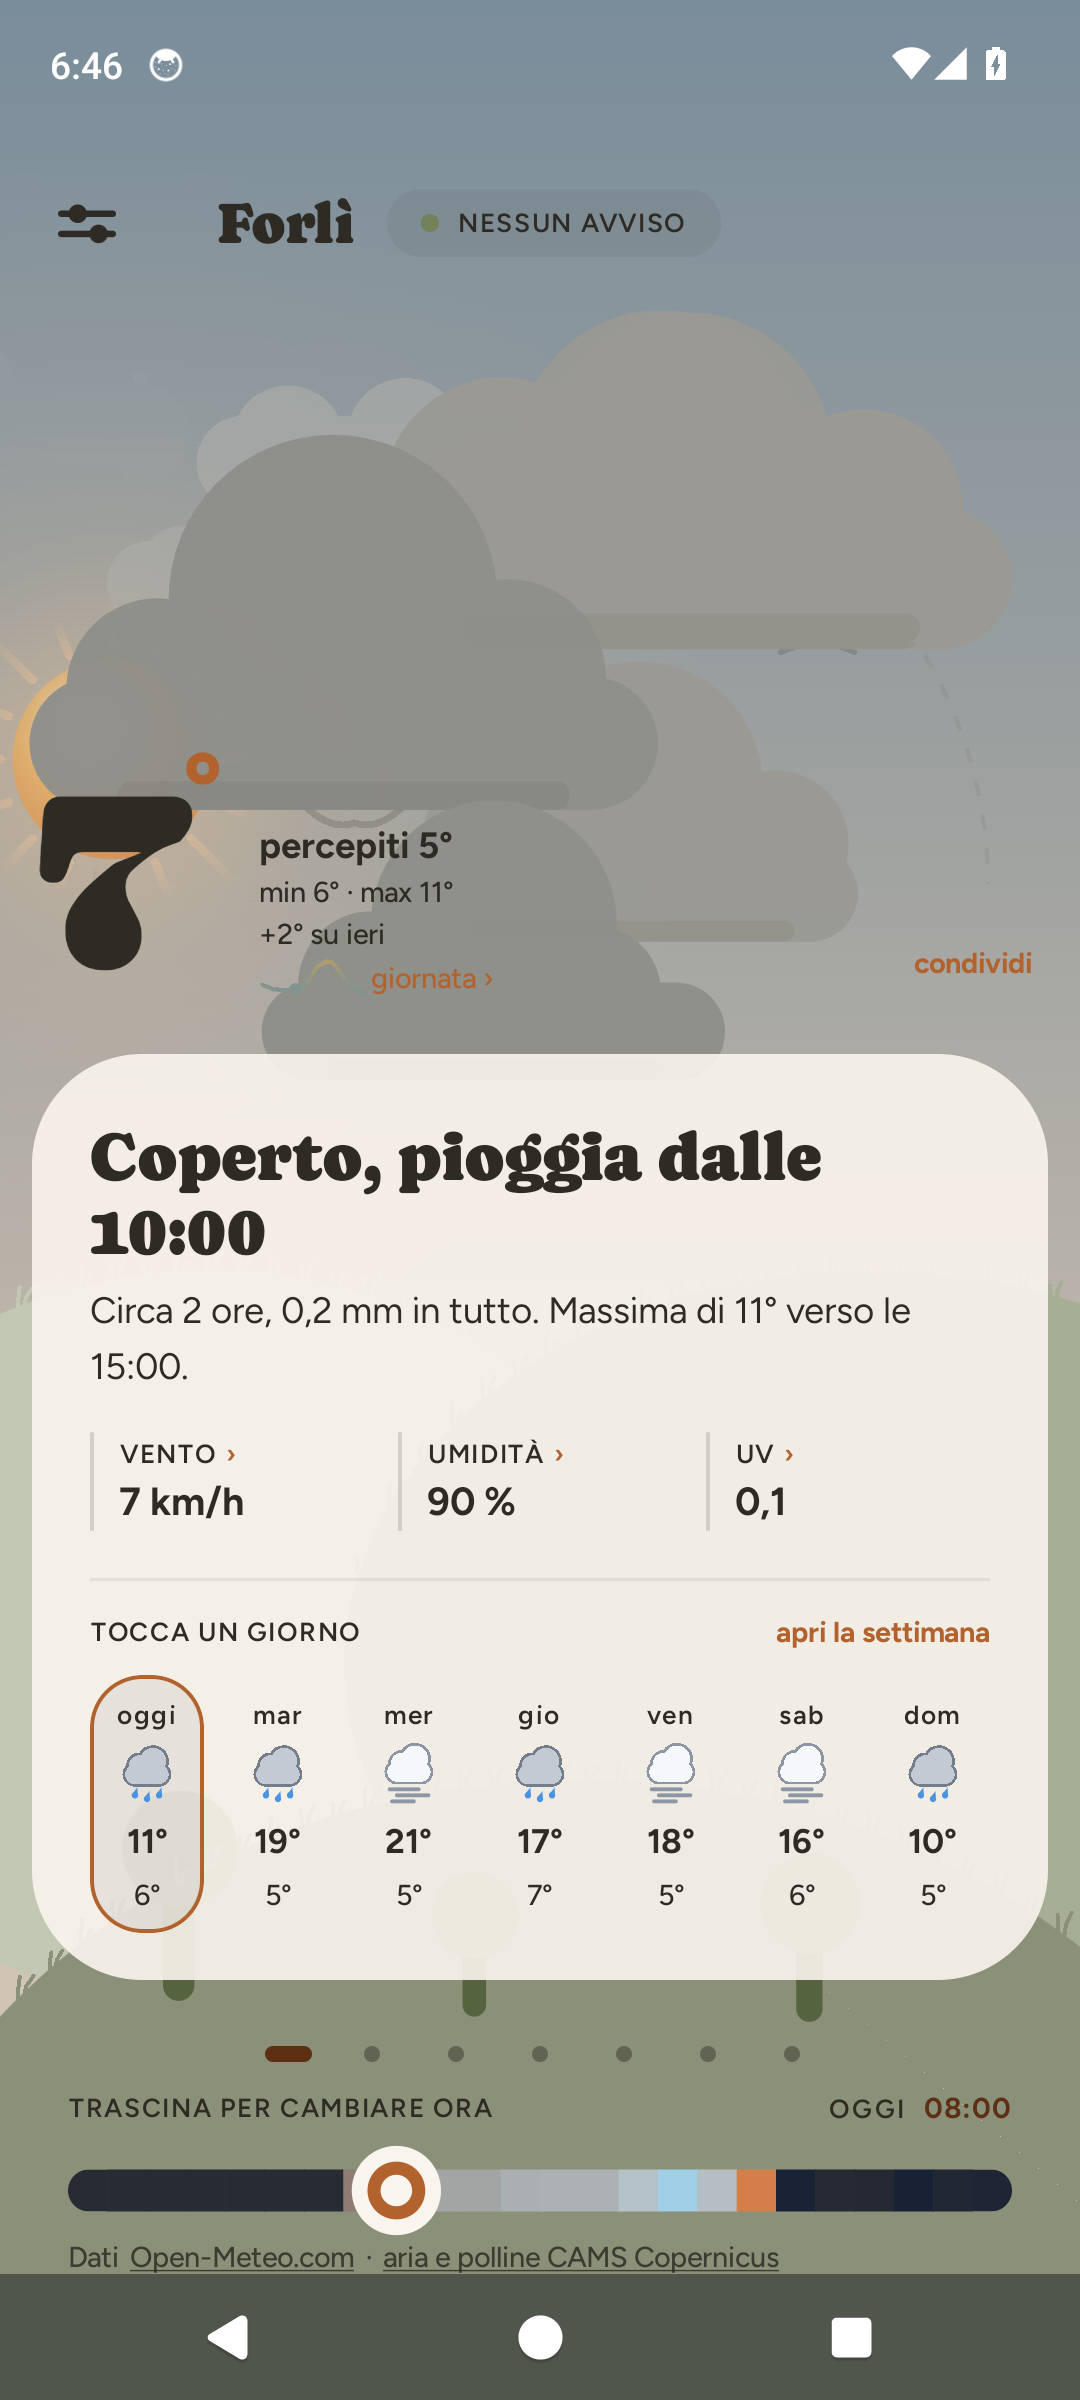 6:46
Forlì
NESSUN AVVISO
7
percepiti 5°
min 6° · max 11°
+2° su ieri
giornata ›
condividi
Coperto, pioggia dalle
10:00
Circa 2 ore, 0,2 mm in tutto. Massima di 11° verso le
15:00.
VENTO › UMIDITÀ › UV ›
7 km/h 90 % 0,1
TOCCA UN GIORNO apri la settimana
oggi mar mer gio ven sab dom
11° 19° 21° 17° 18° 16° 10°
6° 5° 5° 7° 5° 6° 5°
TRASCINA PER CAMBIARE ORA OGGI 08:00
Dati Open-Meteo.com · aria e polline CAMS Copernicus